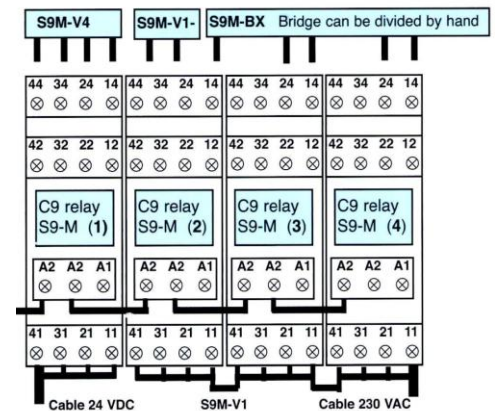 S9M-V4 S9M-V1- S9M-BX Bridge can be divided by hand
44 34 24 14 44 34 24 14 44 34 24 14 44 34 24 14
42 32 22 12 42 32 22 12 42 32 22 12 42 32 22 12
C9 relay C9 relay C9 relay C9 relay
S9-M (1) S9-M (2) S9-M (3) S9-M (4)
A2 A2 A1 A2 A2 A1 A2 A2 A1 A2 A2 A1
41 31 21 11 41 31 21 11 41 31 21 11 41 31 21 11
Cable 24 VDC S9M-V1 Cable 230 VAC